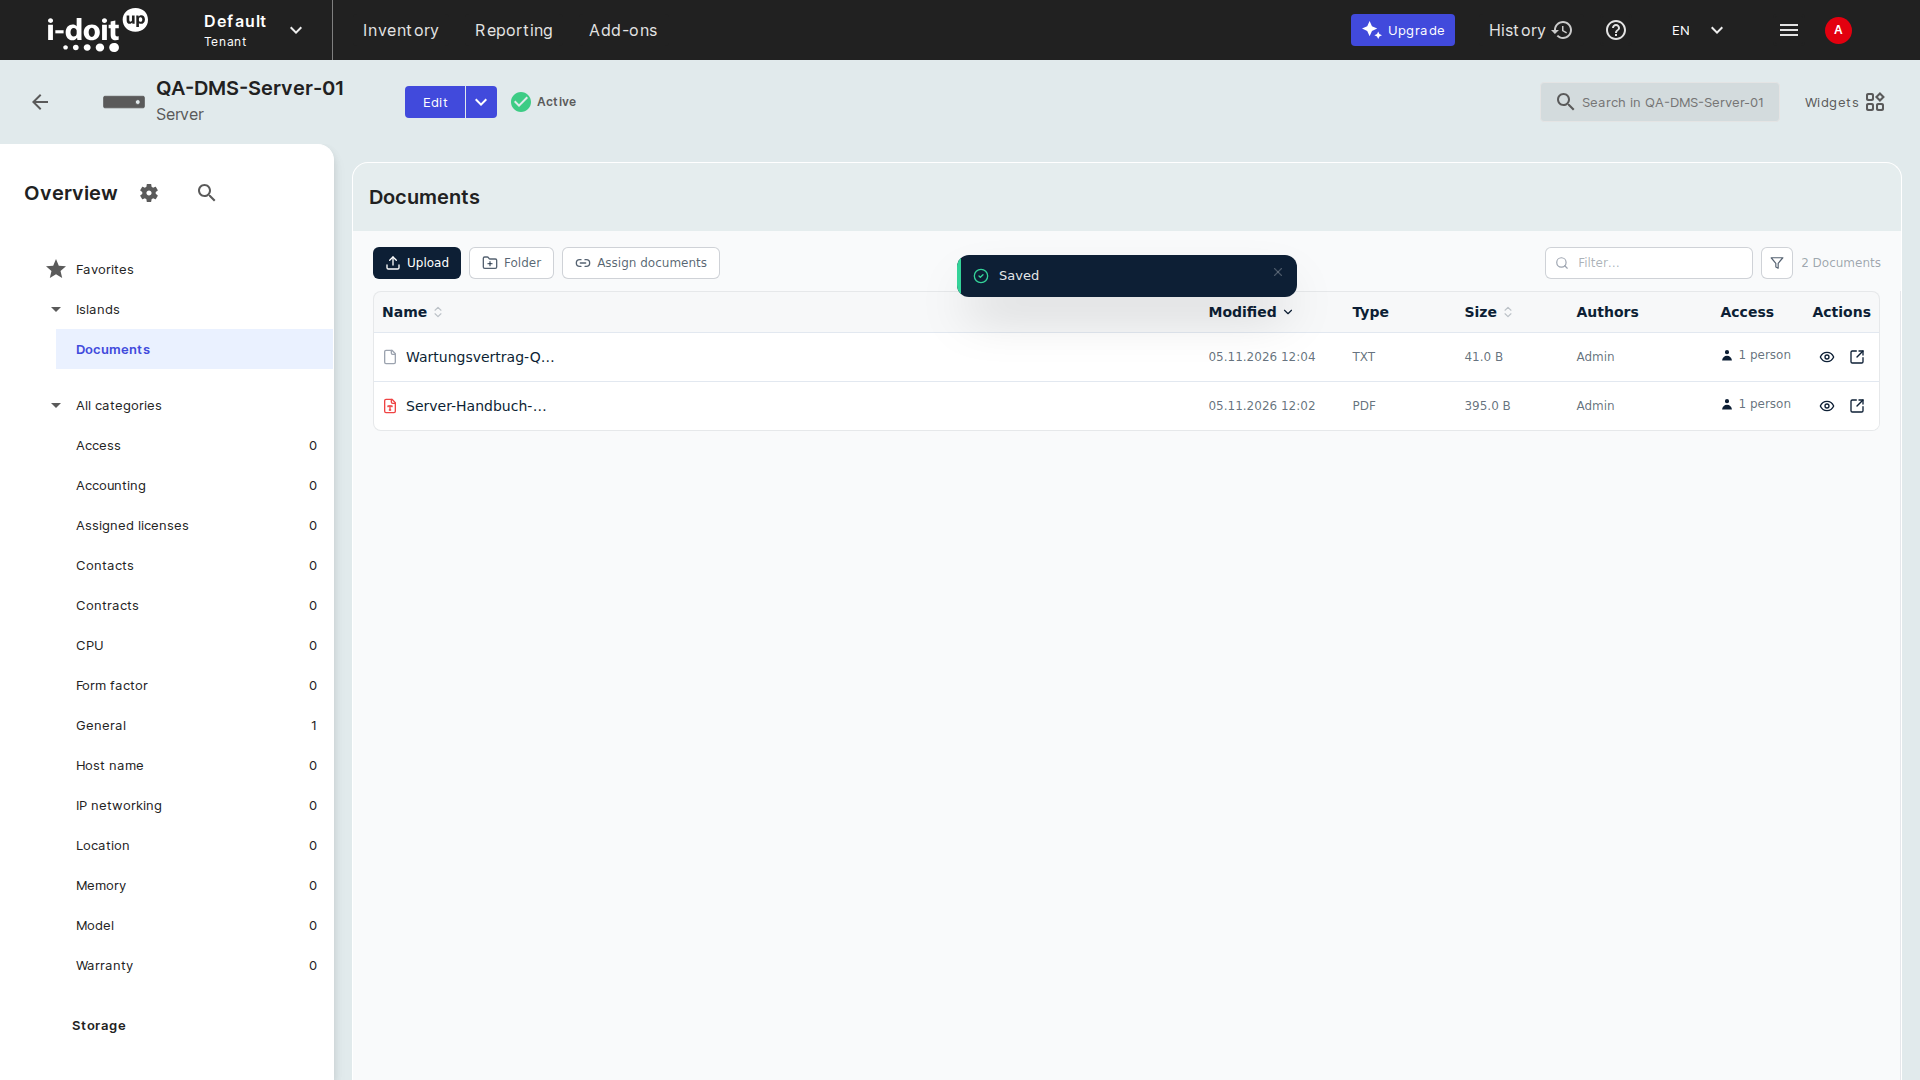 i-doit up
Default
Tenant
Inventory
Reporting
Add-ons
Upgrade
History
EN
A
QA-DMS-Server-01
Server
Edit
Active
Search in QA-DMS-Server-01
Widgets
Overview
Favorites
Islands
Documents
All categories
Access 0
Accounting 0
Assigned licenses 0
Contacts 0
Contracts 0
CPU 0
Form factor 0
General 1
Host name 0
IP networking 0
Location 0
Memory 0
Model 0
Warranty 0
Storage
Documents
Upload
Folder
Assign documents
Saved
Filter...
2 Documents
Name Modified Type Size Authors Access Actions
Wartungsvertrag-Q... 05.11.2026 12:04 TXT 41.0 B Admin 1 person
Server-Handbuch-... 05.11.2026 12:02 PDF 395.0 B Admin 1 person